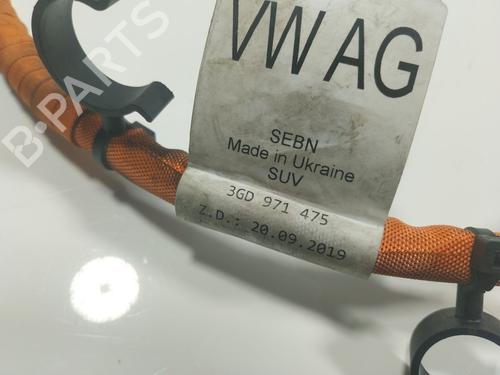 B-PARTS
VW AG
SEBN
Made in Ukraine
SUV
3GD 971 475
Z.D.: 20.09.2019